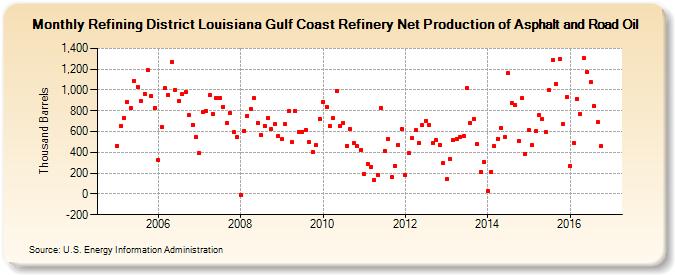 Monthly Refining District Louisiana Gulf Coast Refinery Net Production of Asphalt and Road Oil
Thousand Barrels
1,400
1,200
1,000
800
600
400
200
0
-200
2006 2008 2010 2012 2014 2016
Source: U.S. Energy Information Administration